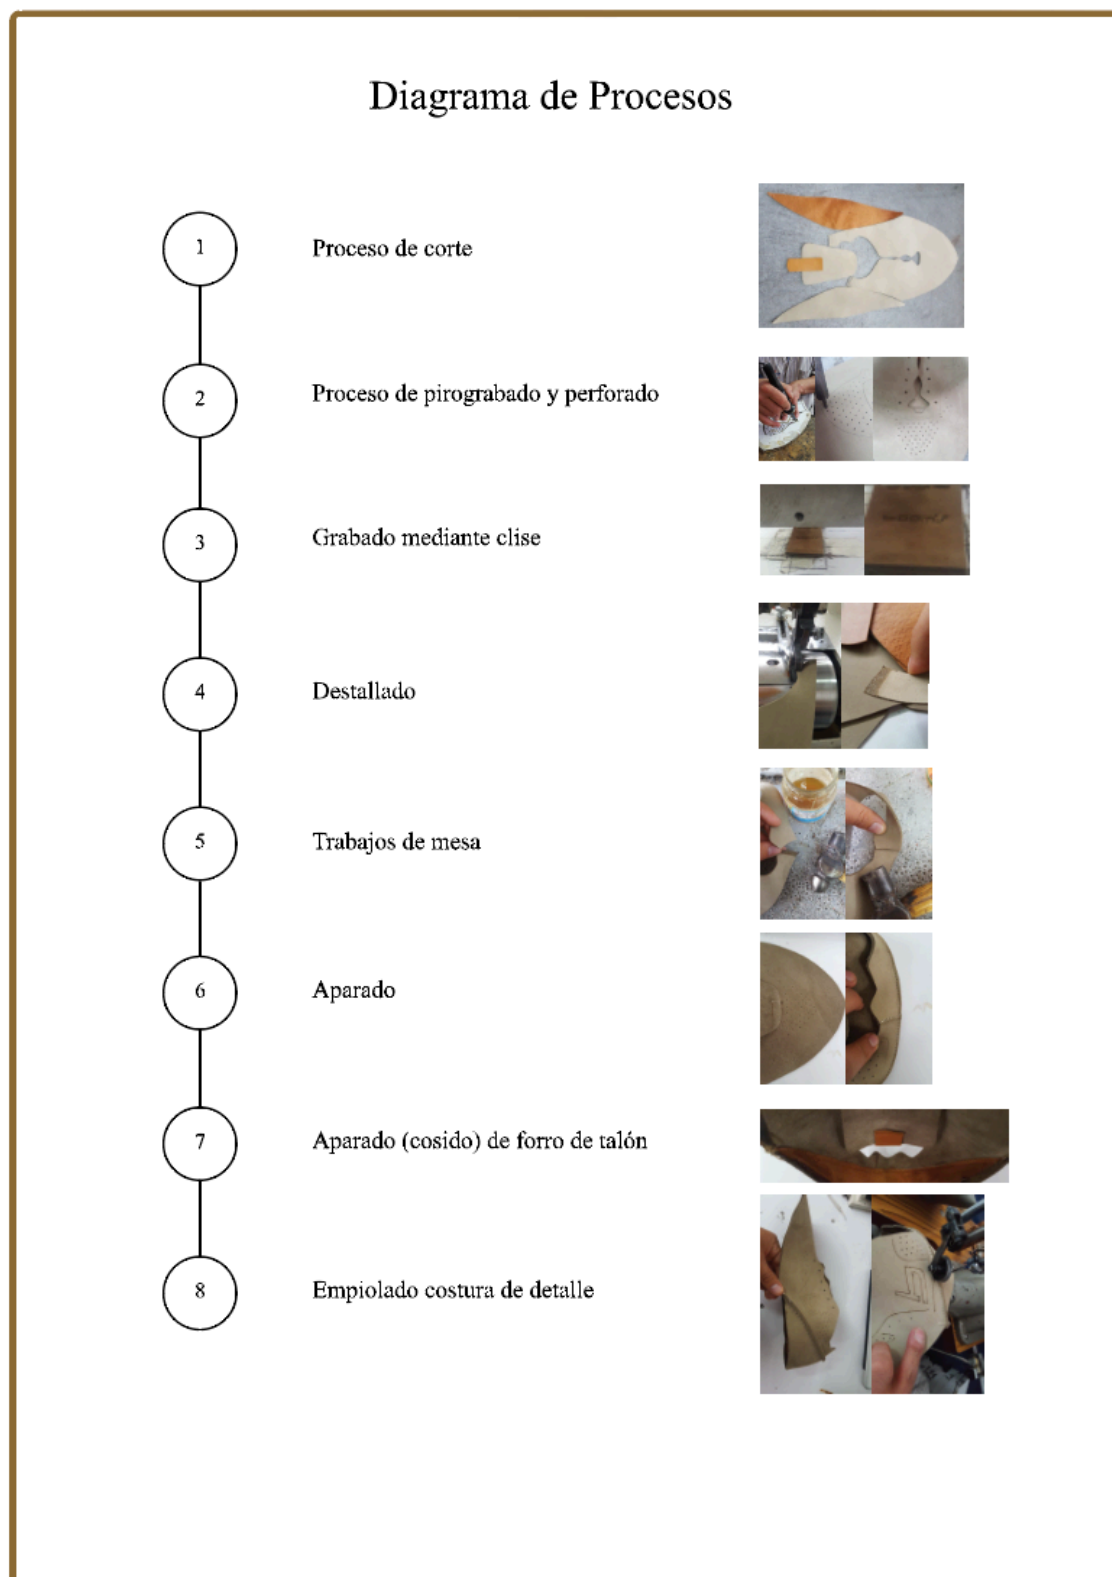 Diagrama de Procesos
1 Proceso de corte
2 Proceso de pirograbado y perforado
3 Grabado mediante clise
4 Destallado
5 Trabajos de mesa
6 Aparado
7 Aparado (cosido) de forro de talón
8 Empiolado costura de detalle